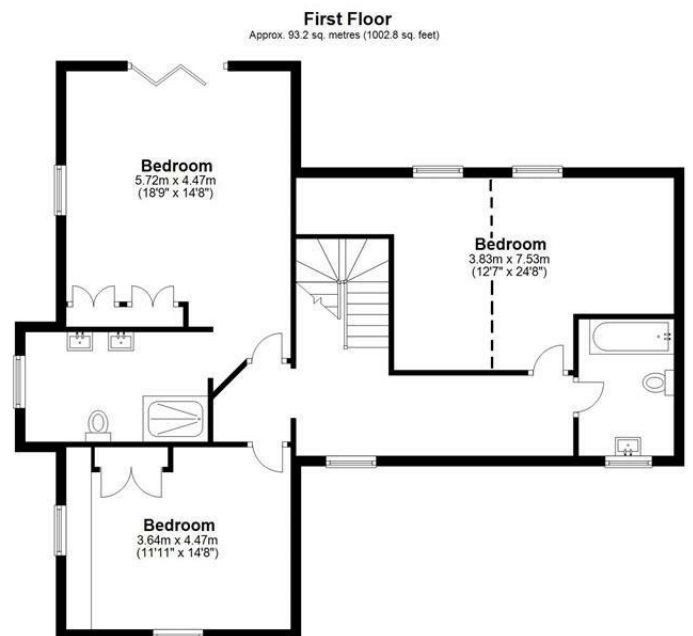 First Floor
Approx. 93.2 sq. metres (1002.8 sq. feet)
Bedroom
5.72m x 4.47m
(18'9" x 14'8")
Bedroom
3.83m x 7.53m
(12'7" x 24'8")
Bedroom
3.64m x 4.47m
(11'11" x 14'8")